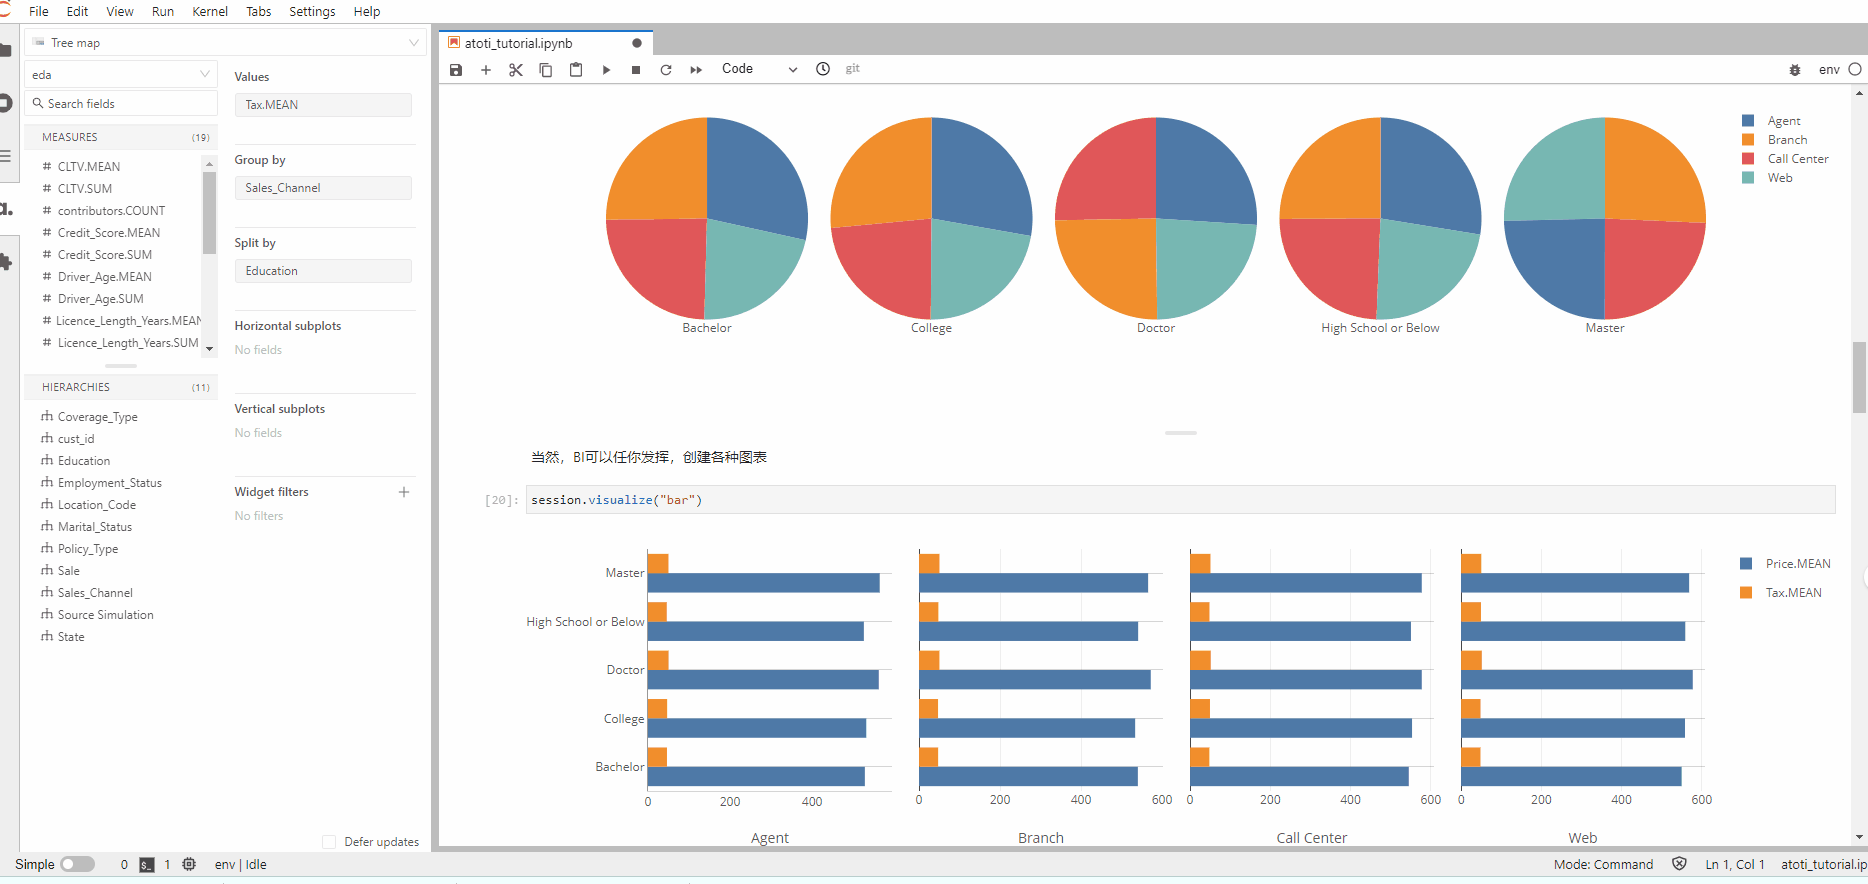 File Edit View Run Kernel Tabs Settings Help
Tree map
eda
Search fields
MEASURES (19)
# CLTV.MEAN
# CLTV.SUM
# contributors.COUNT
# Credit_Score.MEAN
# Credit_Score.SUM
# Driver_Age.MEAN
# Driver_Age.SUM
# Licence_Length_Years.MEAN
# Licence_Length_Years.SUM
HIERARCHIES (11)
Coverage_Type
cust_id
Education
Employment_Status
Location_Code
Marital_Status
Policy_Type
Sale
Sales_Channel
Source Simulation
State
Values
Tax.MEAN
Group by
Sales_Channel
Split by
Education
Horizontal subplots
No fields
Vertical subplots
No fields
Widget filters
No filters
Defer updates
atoti_tutorial.ipynb
Code
git
env
Agent
Branch
Call Center
Web
Bachelor College Doctor High School or Below Master
当然，BI可以任你发挥，创建各种图表
[20]: session.visualize("bar")
Price.MEAN
Tax.MEAN
Master
High School or Below
Doctor
College
Bachelor
0 200 400 0 200 400 600 0 200 400 600 0 200 400 600
Agent Branch Call Center Web
Simple 0 1 env | Idle Mode: Command Ln 1, Col 1 atoti_tutorial.ip